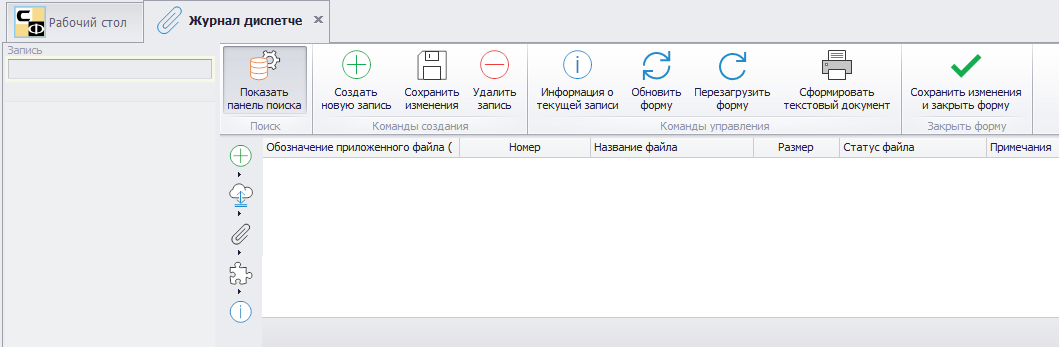 СФ Рабочий стол
Журнал диспетче
Запись
Показать
панель поиска
Поиск
Создать
новую запись
Сохранить
изменения
Удалить
запись
Команды создания
Информация о
текущей записи
Обновить
форму
Перезагрузить
форму
Сформировать
текстовый документ
Команды управления
Сохранить изменения
и закрыть форму
Закрыть форму
Обозначение приложенного файла ( Номер Название файла Размер Статус файла Примечания